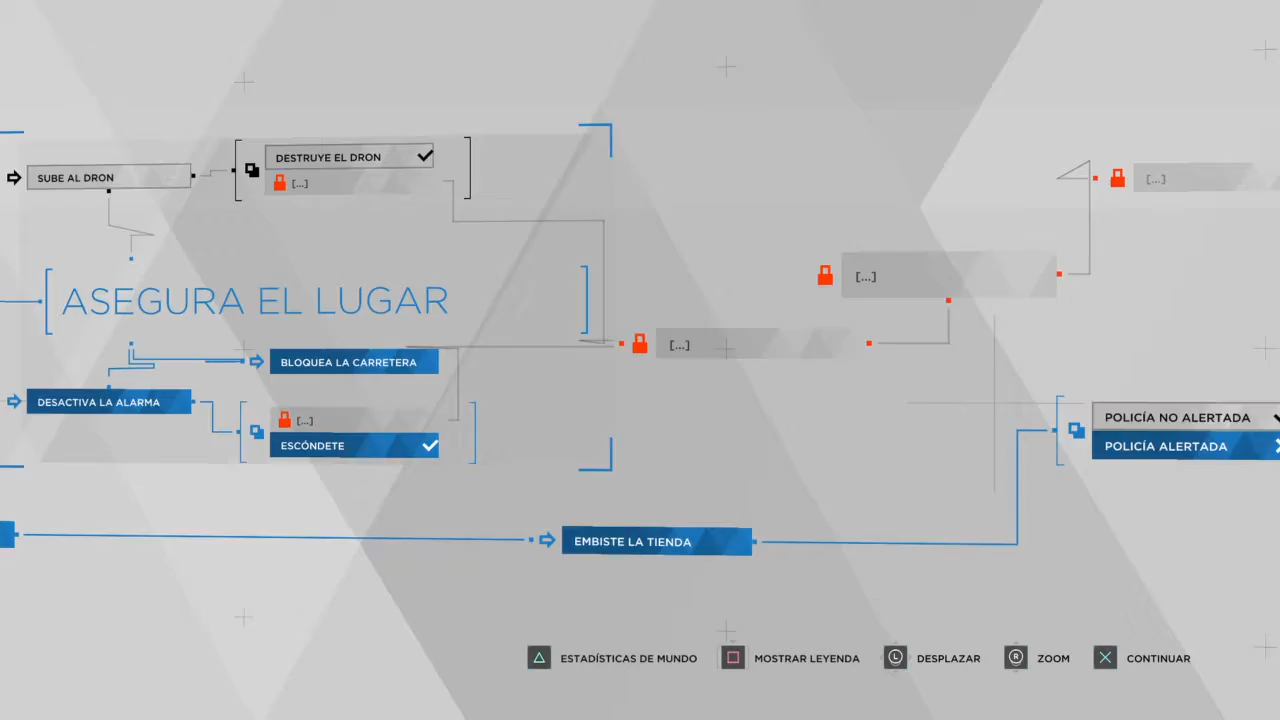 SUBE AL DRON
DESTRUYE EL DRON
[...]
[...]
[...]
ASEGURA EL LUGAR
[...]
BLOQUEA LA CARRETERA
DESACTIVA LA ALARMA
[...]
ESCÓNDETE
POLICÍA NO ALERTADA
POLICÍA ALERTADA
EMBISTE LA TIENDA
ESTADÍSTICAS DE MUNDO
MOSTRAR LEYENDA
L
DESPLAZAR
R
ZOOM
CONTINUAR